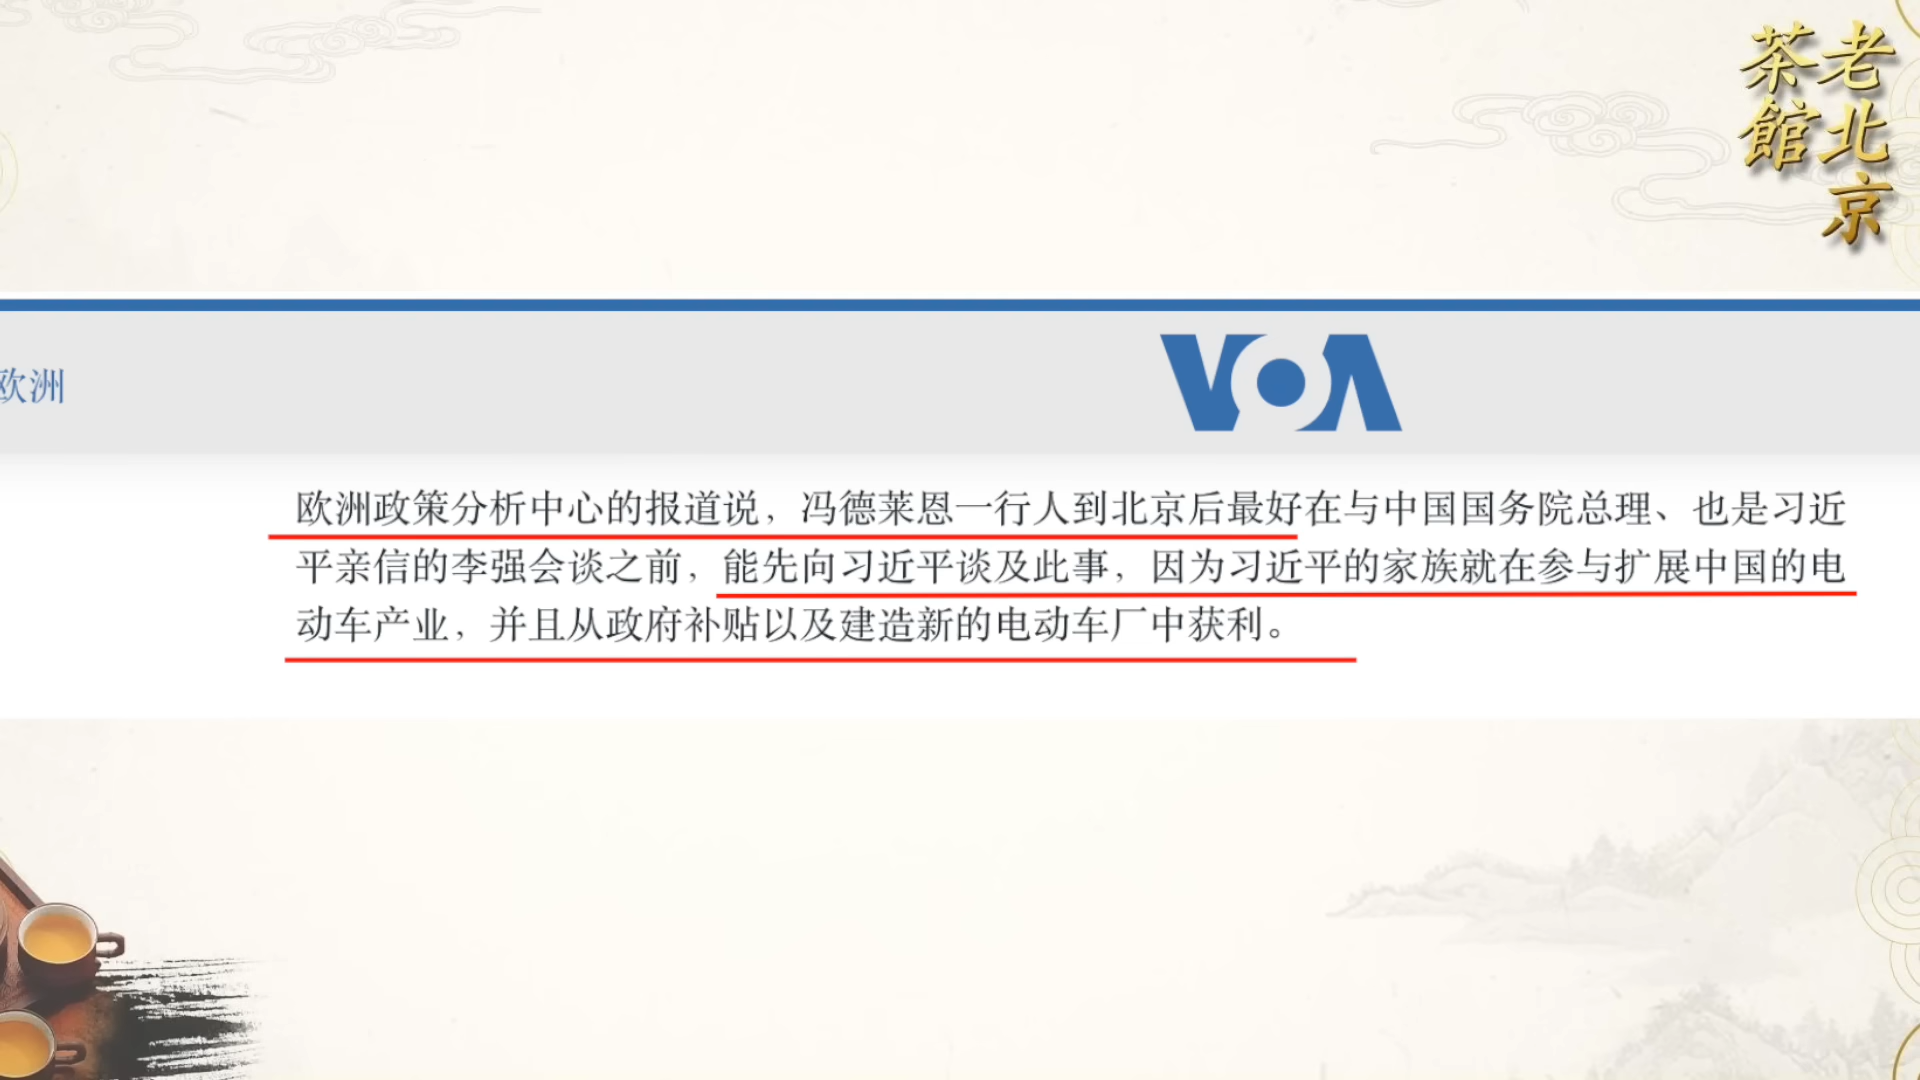 老北京
茶館
欧洲
VOA
欧洲政策分析中心的报道说，冯德莱恩一行人到北京后最好在与中国国务院总理、也是习近
平亲信的李强会谈之前，能先向习近平谈及此事，因为习近平的家族就在参与扩展中国的电
动车产业，并且从政府补贴以及建造新的电动车厂中获利。